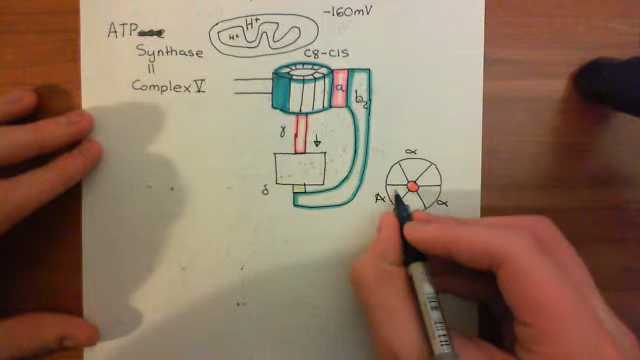 ATP
Synthase
=
Complex V
H+
H+
-160mV
C8-C15
a
b2
γ
δ
α
α
α